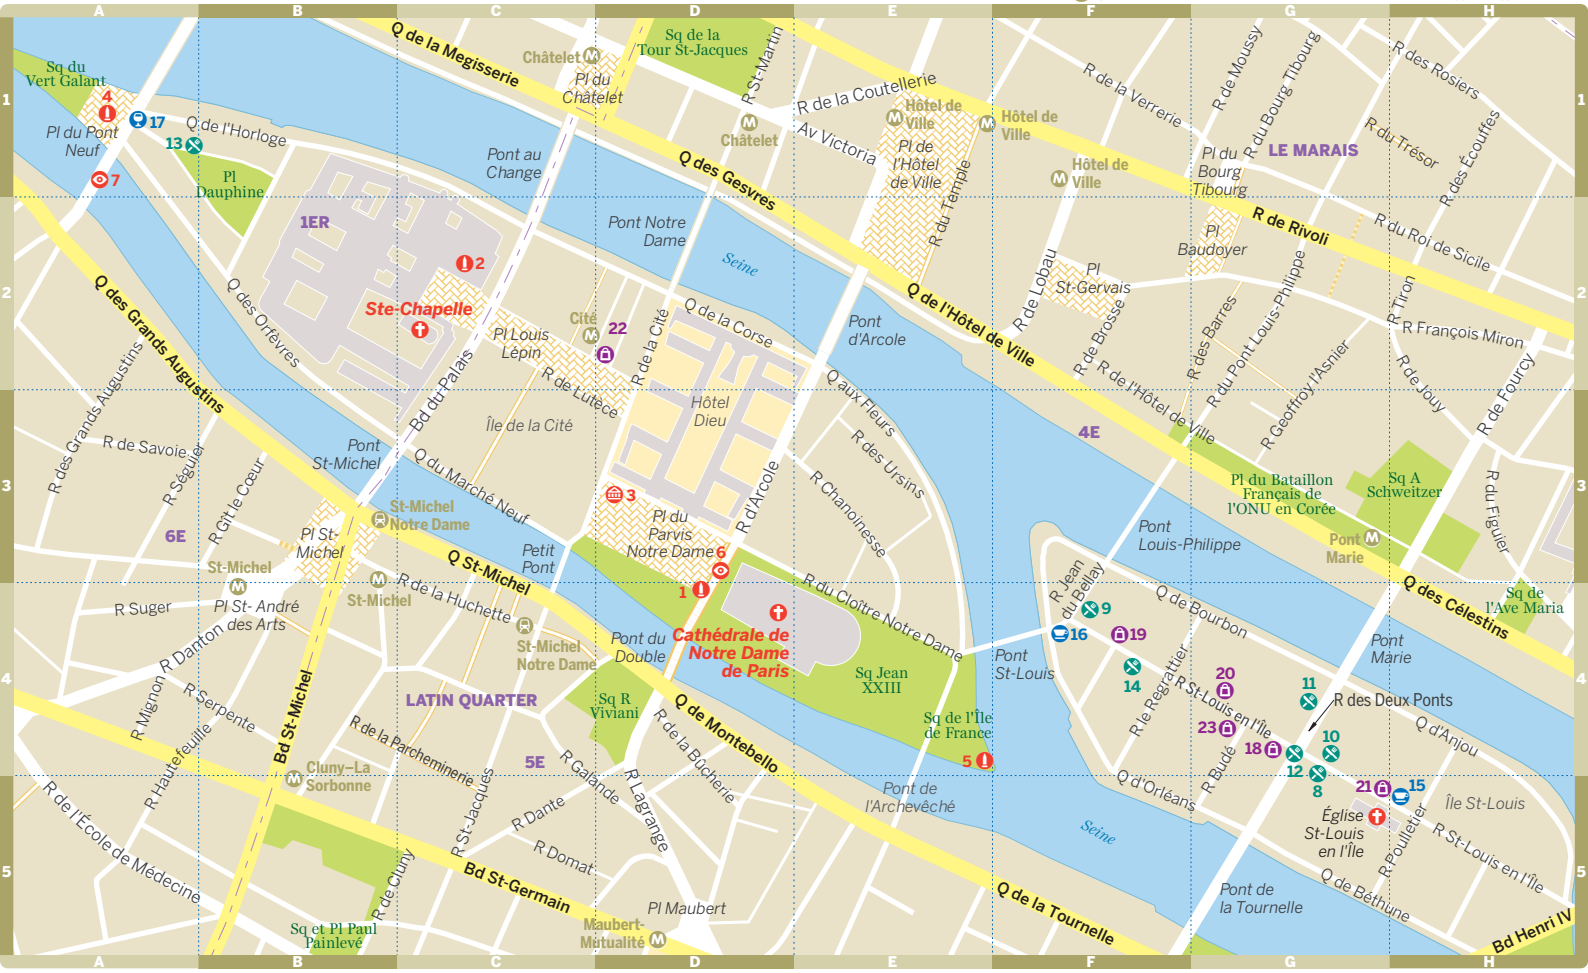 A B C D E F G H
1
2
3
4
5
1
2
3
4
5
A B C D E F G H
Sq du
Vert Galant
4
17
13
Pl du Pont
Neuf
7
Q de l'Horloge
Pl
Dauphine
Q de la Megisserie
Châtelet M
Pl du
Châtelet
Sq de la
Tour St-Jacques
R St-Martin
M
Châtelet
R de la Coutellerie
Av Victoria
M
Hôtel de
Ville
Pl de
l'Hôtel
de Ville
M
Hôtel de
Ville
R de la Verrerie
M
Hôtel de
Ville
R de Moussy
R du Bourg Tibourg
LE MARAIS
Pl du
Bourg
Tibourg
R des Rosiers
R du Trésor
R des Écouffes
Pont au
Change
Q des Gesvres
R du Temple
1ER
2
Ste-Chapelle
Pont Notre
Dame
Seine
Q de la Corse
Pl Louis
Lépin
Cité
M
22
R de la Cité
R de Lutèce
Pont
d'Arcole
Q de l'Hôtel de Ville
R de Lobau
Pl
St-Gervais
R de Brosse
Pl
Baudoyer
R de Rivoli
R du Roi de Sicile
R Tiron
R François Miron
R des Barres
R du Pont Louis-Philippe
R Geoffroy l'Asnier
R de Jouy
R de Fourcy
R de l'Hôtel de Ville
Q des Grands Augustins
Q des Orfèvres
R des Grands Augustins
Bd du Palais
R de Savoie
R Séguier
R Gît le Cœur
Pont
St-Michel
Q du Marché Neuf
Île de la Cité
Hôtel
Dieu
3
Pl du
Parvis
Notre Dame
6
1
R d'Arcole
Q aux Fleurs
R des Ursins
R Chanoinesse
4E
Pl du Bataillon
Français de
l'ONU en Corée
Sq A
Schweitzer
R du Figuier
Pont
Marie
M
Pont
Louis-Philippe
6E
Pl St-
Michel
St-Michel
Notre Dame
Q St-Michel
Petit
Pont
St-Michel
M
M
St-Michel
R Suger
Pl St- André
des Arts
R de la Huchette
St-Michel
Notre Dame
Pont du
Double
Cathédrale de
Notre Dame
de Paris
R du Cloître Notre Dame
Sq Jean
XXIII
Sq de l'Île
de France
5
Pont
St-Louis
R Jean
du Bellay
9
16
19
14
Q de Bourbon
R le Regrattier
R St-Louis en l'Île
20
23
18
11
R des Deux Ponts
10
12
8
Pont
Marie
Q des Célestins
Sq de
l'Ave Maria
Q d'Anjou
R Danton
R Mignon
R Serpente
R Hautefeuille
LATIN QUARTER
Bd St-Michel
R de la Parcheminerie
Sq R
Viviani
R de la Bûcherie
Q de Montebello
5E
R Galande
M
Cluny–La
Sorbonne
R St-Jacques
R Dante
R Lagrange
Pont de
l'Archevêché
Seine
Q d'Orléans
R Budé
21
15
Île St-Louis
Église
St-Louis
en l'Île
R Poulletier
R St-Louis en l'Île
Q de Béthune
R de l'École de Médecine
R de Cluny
R Domat
Bd St-Germain
Pl Maubert
Maubert-
Mutualité M
Sq et Pl Paul
Painlevé
Q de la Tournelle
Pont de
la Tournelle
Bd Henri IV